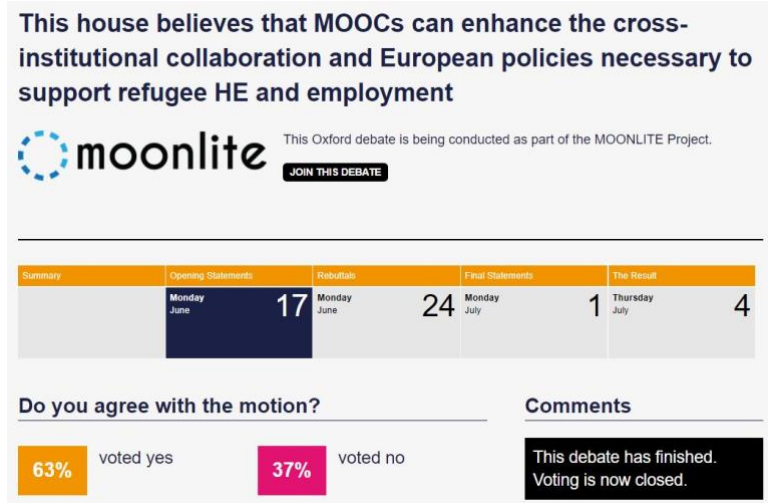 This house believes that MOOCs can enhance the cross-
institutional collaboration and European policies necessary to
support refugee HE and employment
moonlite
This Oxford debate is being conducted as part of the MOONLITE Project.
JOIN THIS DEBATE
Summary
Opening Statements
Rebuttals
Final Statements
The Result
Monday
June
17
Monday
June
24
Monday
July
1
Thursday
July
4
Do you agree with the motion?
63%
voted yes
37%
voted no
Comments
This debate has finished.
Voting is now closed.